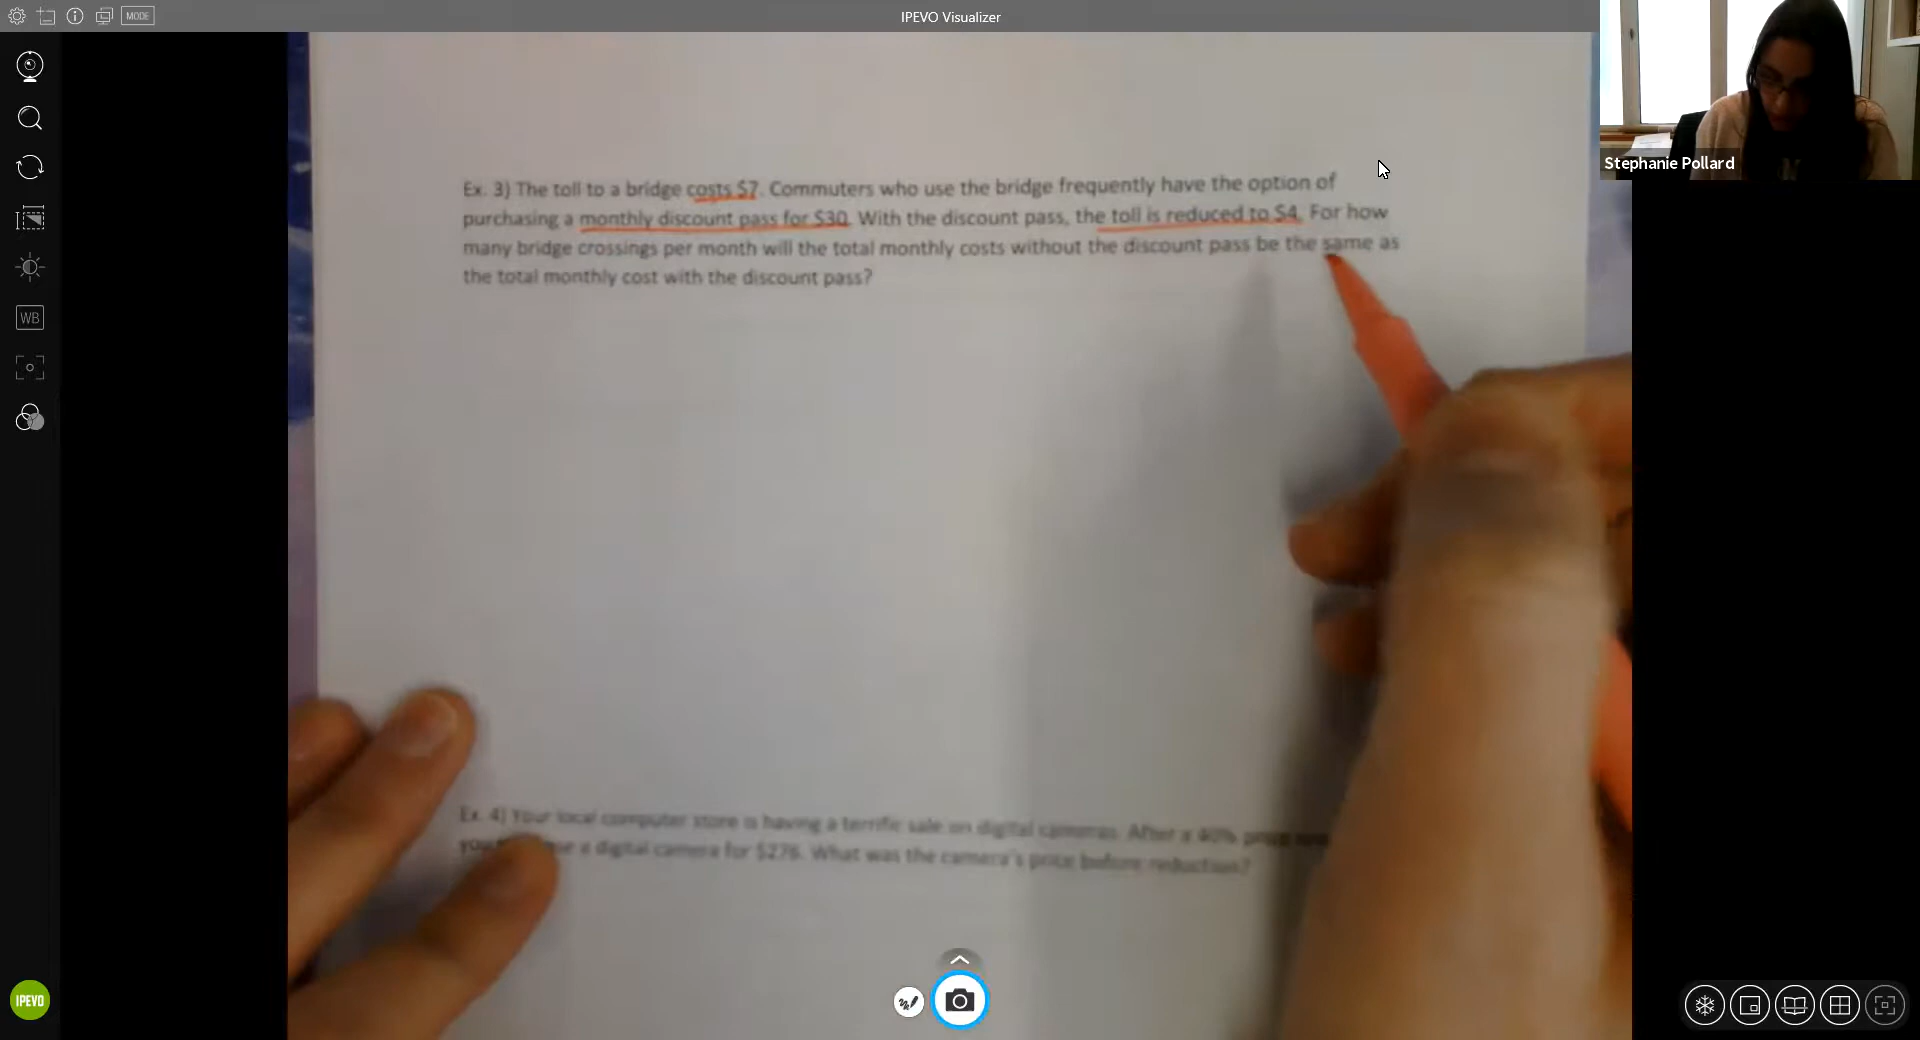 MODE
IPEVO Visualizer
Stephanie Pollard
Ex. 3) The toll to a bridge costs $7. Commuters who use the bridge frequently have the option of
purchasing a monthly discount pass for $30. With the discount pass, the toll is reduced to $4. For how
many bridge crossings per month will the total monthly costs without the discount pass be the same as
the total monthly cost with the discount pass?
WB
Ex. 4) Your local computer store is having a terrific sale on digital cameras. After a 40% price
a digital camera for $276. What was the camera's price before reduction?
IPEVO